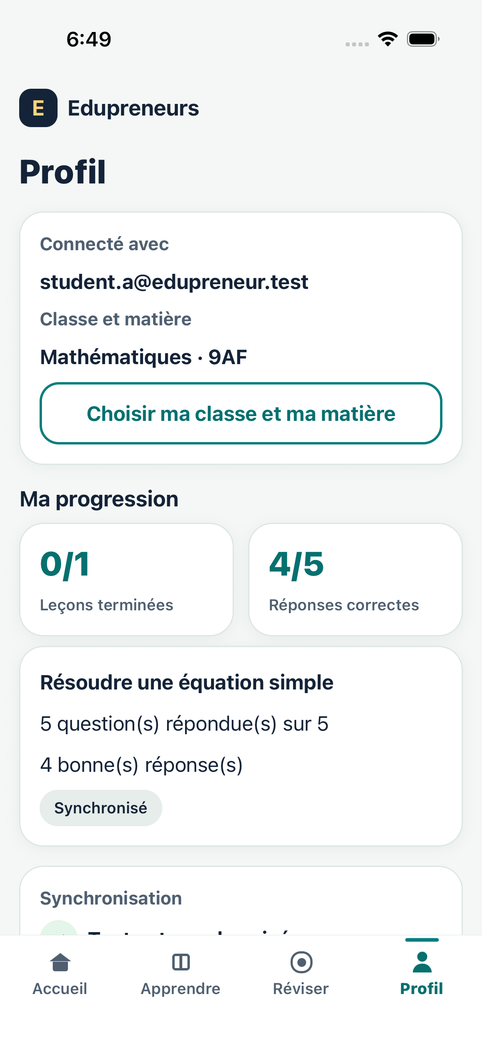 6:49
E Edupreneurs
Profil
Connecté avec
student.a@edupreneur.test
Classe et matière
Mathématiques · 9AF
Choisir ma classe et ma matière
Ma progression
0/1
Leçons terminées
4/5
Réponses correctes
Résoudre une équation simple
5 question(s) répondue(s) sur 5
4 bonne(s) réponse(s)
Synchronisé
Synchronisation
Accueil
Apprendre
Réviser
Profil